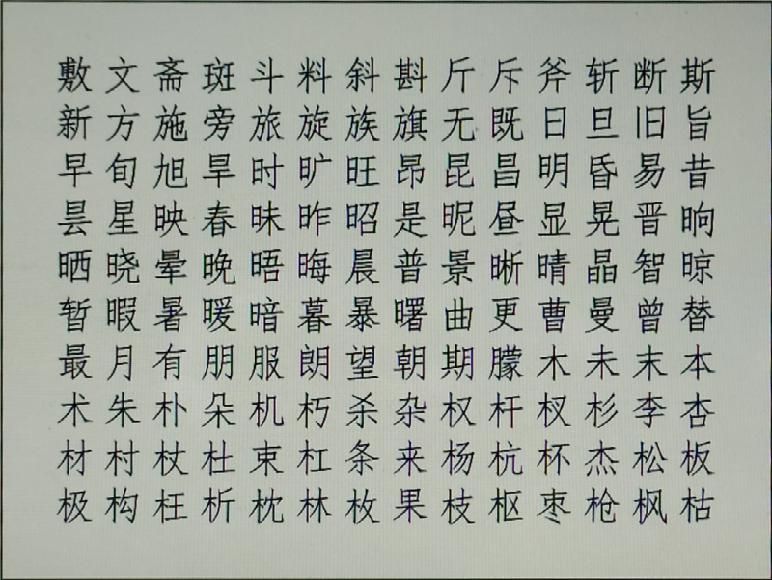 敷文斋斑斗料斜斟斤斥斧斩断斯
新方施旁旅旋族旗无既日旦旧旨
早旬旭旱时旷旺昂昆昌明昏易昔
昙星映春昧昨昭是昵昼显晃晋晌
晒晓晕晚晤晦晨普景晰晴晶智晾
暂暇暑暖暗暮暴曙曲更曹曼曾替
最月有朋服朗望朝期朦木未末本
术朱朴朵机朽杀杂权杆杈杉李杏
材村杖杜束杠条来杨杭杯杰松板
极构枉析枕林枚果枝枢枣枪枫枯